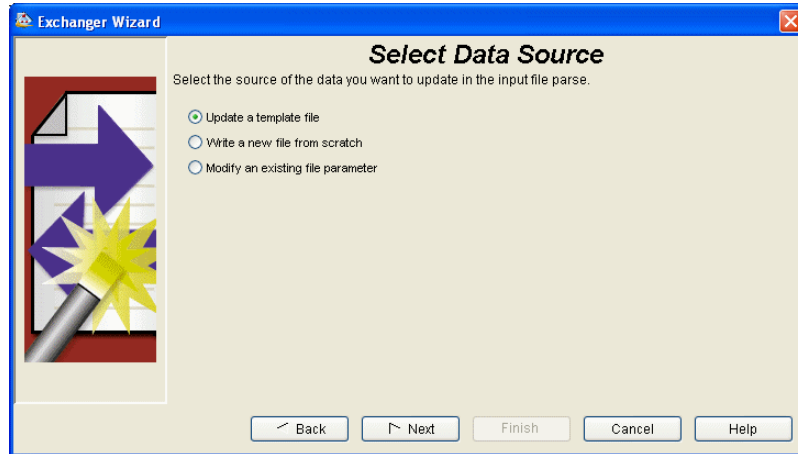 Exchanger Wizard
Select Data Source
Select the source of the data you want to update in the input file parse.
Update a template file
Write a new file from scratch
Modify an existing file parameter
Back Next Finish Cancel Help